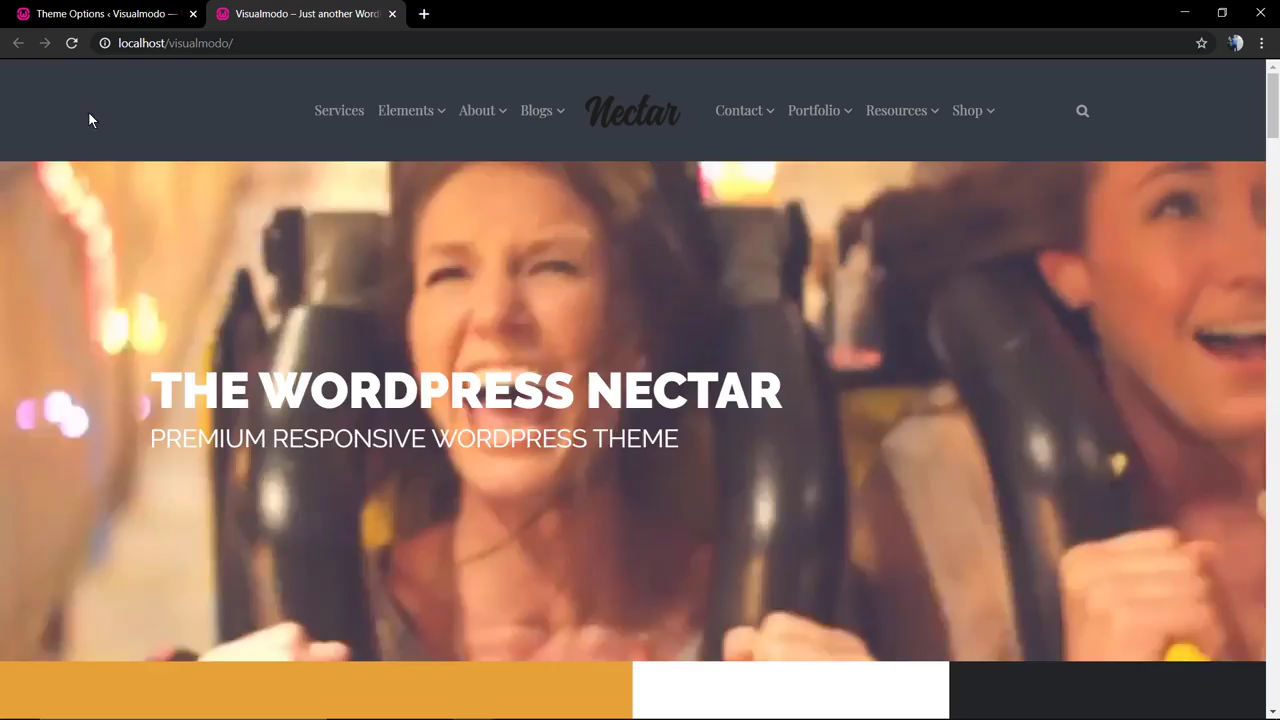 Theme Options ‹ Visualmodo —
Visualmodo – Just another Word
localhost/visualmodo/
Services Elements About Blogs Nectar Contact Portfolio Resources Shop
THE WORDPRESS NECTAR
PREMIUM RESPONSIVE WORDPRESS THEME